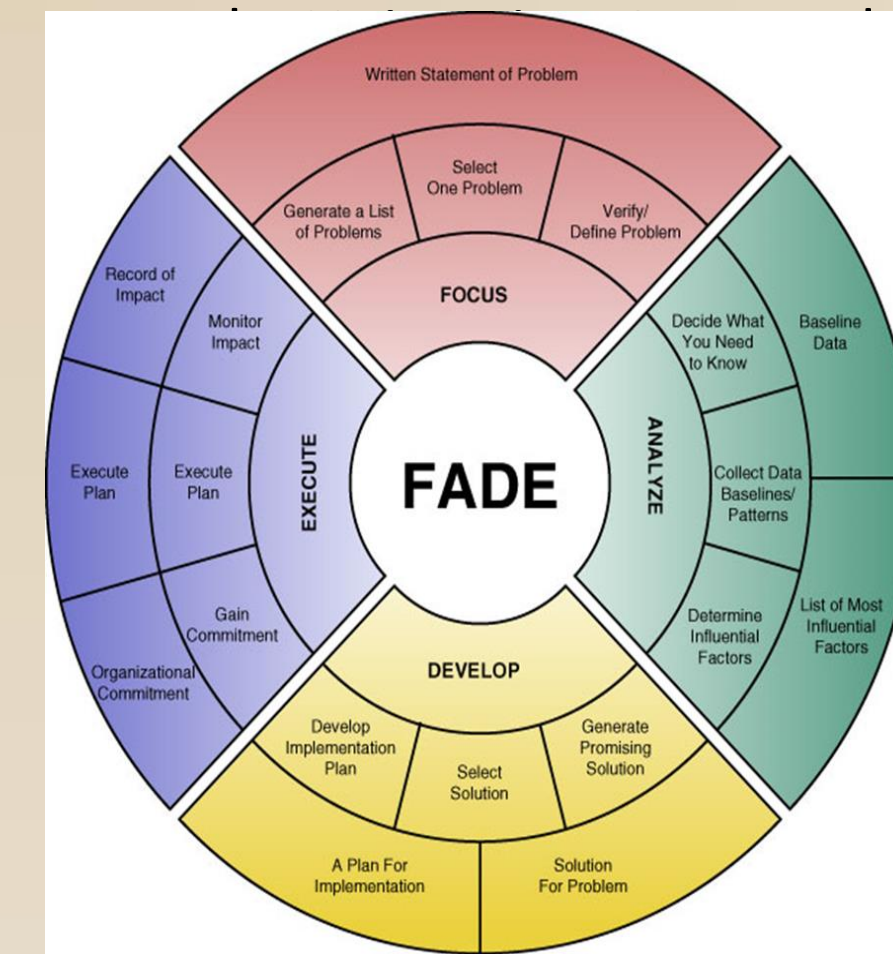 Written Statement of Problem
Generate a List
of Problems
Select
One Problem
Verify/
Define Problem
FOCUS
Decide What
You Need
to Know
Baseline
Data
ANALYZE
Collect Data
Baselines/
Patterns
Determine
Influential
Factors
List of Most
Influential
Factors
FADE
DEVELOP
Generate
Promising
Solution
Select
Solution
Develop
Implementation
Plan
Solution
For Problem
A Plan For
Implementation
EXECUTE
Gain
Commitment
Organizational
Commitment
Execute
Plan
Execute
Plan
Monitor
Impact
Record of
Impact